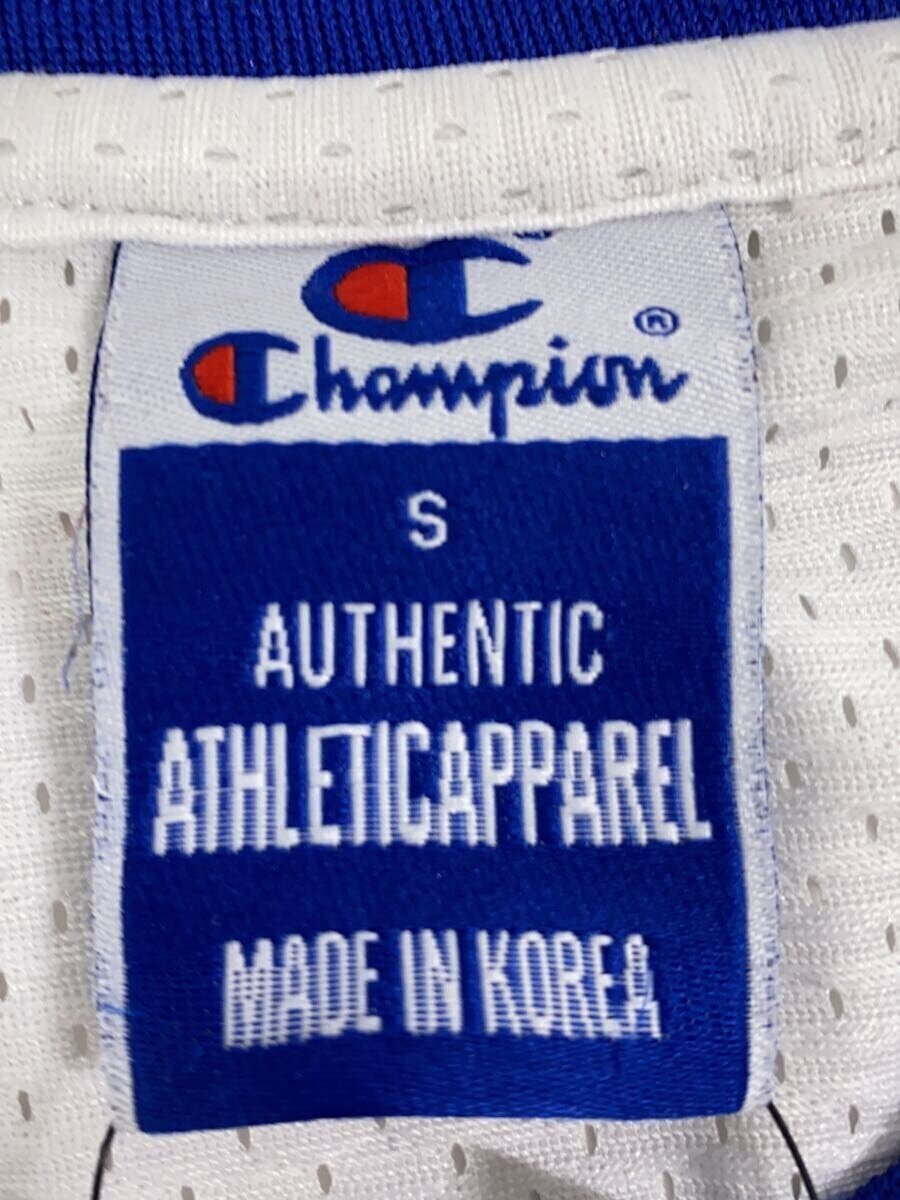 Champion®
S
AUTHENTIC
ATHLETICAPPAREL
MADE IN KOREA